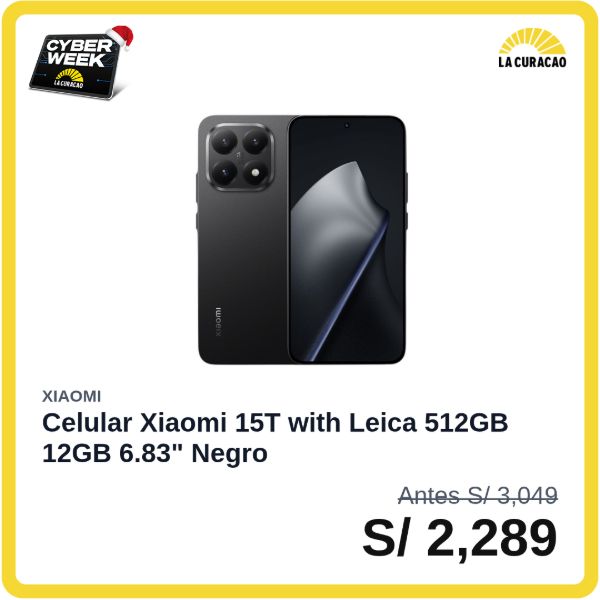 CYBER
WEEK
LA CURACAO
LA CURACAO
xiaomi
XIAOMI
Celular Xiaomi 15T with Leica 512GB
12GB 6.83" Negro
Antes S/ 3,049
S/ 2,289